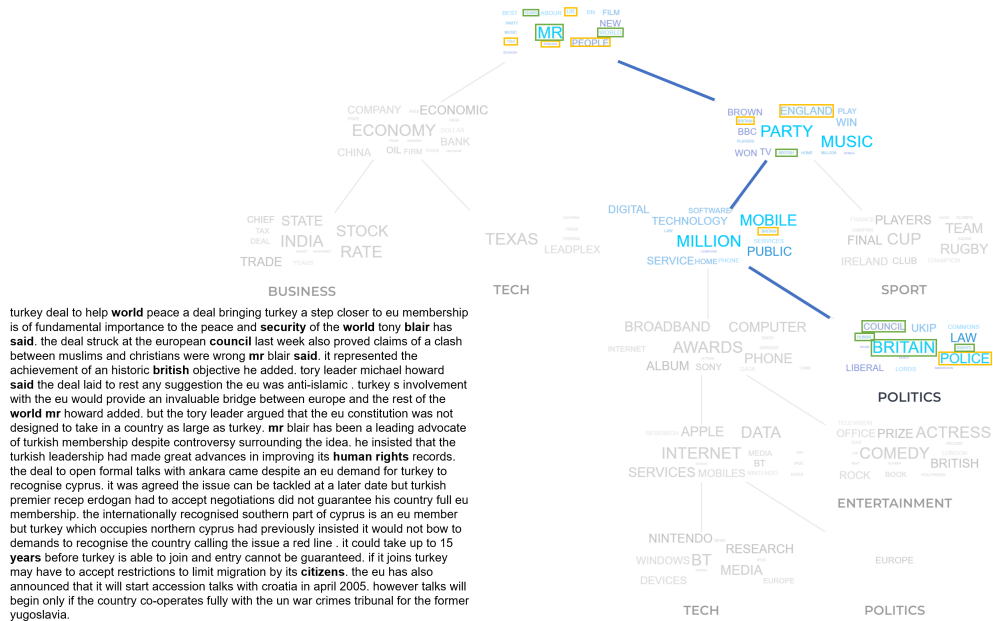 BEST LABOUR FILM
PARTY NEW
MUSIC MR WORLD
PEOPLE
COMPANY ECONOMIC
ECONOMY DOLLAR
BANK
CHINA OIL FIRM
BROWN ENGLAND PLAY
WIN
BBC PARTY
PLAYERS MUSIC
WON TV BRITISH HOME MILLION
CHIEF STATE STOCK
TAX
DEAL INDIA RATE
TRADE YEARS
BUSINESS
TEXAS
LEADPLEX
TECH
DIGITAL SOFTWARE MOBILE
TECHNOLOGY
LAW MILLION SERVICES
PUBLIC
SERVICE HOME PHONE
FRANCE PLAYERS TEAM
FINAL CUP RUGBY
IRELAND CLUB CHAMPION
SPORT
turkey deal to help world peace a deal bringing turkey a step closer to eu membership
is of fundamental importance to the peace and security of the world tony blair has
said. the deal struck at the european council last week also proved claims of a clash
between muslims and christians were wrong mr blair said. it represented the
achievement of an historic british objective he added. tory leader michael howard
said the deal laid to rest any suggestion the eu was anti-islamic . turkey s involvement
with the eu would provide an invaluable bridge between europe and the rest of the
world mr howard added. but the tory leader argued that the eu constitution was not
designed to take in a country as large as turkey. mr blair has been a leading advocate
of turkish membership despite controversy surrounding the idea. he insisted that the
turkish leadership had made great advances in improving its human rights records.
the deal to open formal talks with ankara came despite an eu demand for turkey to
recognise cyprus. it was agreed the issue can be tackled at a later date but turkish
premier recep erdogan had to accept negotiations did not guarantee his country full eu
membership. the internationally recognised southern part of cyprus is an eu member
but turkey which occupies northern cyprus had previously insisted it would not bow to
demands to recognise the country calling the issue a red line . it could take up to 15
years before turkey is able to join and entry cannot be guaranteed. if it joins turkey
may have to accept restrictions to limit migration by its citizens. the eu has also
announced that it will start accession talks with croatia in april 2005. however talks will
begin only if the country co-operates fully with the un war crimes tribunal for the former
yugoslavia.
BROADBAND COMPUTER
INTERNET AWARDS PHONE
ALBUM SONY DATA
COUNCIL UKIP COMMONS
LAW
BRITAIN
POLICE
LIBERAL LORDS
POLITICS
RESEARCH APPLE DATA
INTERNET MEDIA
BT
SERVICES MOBILES NINTENDO
TELEVISION
OFFICE PRIZE ACTRESS
COMEDY LONDON
BRITISH
ROCK BOOK HOLLYWOOD
ENTERTAINMENT
NINTENDO RESEARCH
WINDOWS BT MEDIA
DEVICES EUROPE
TECH
EUROPE
POLITICS